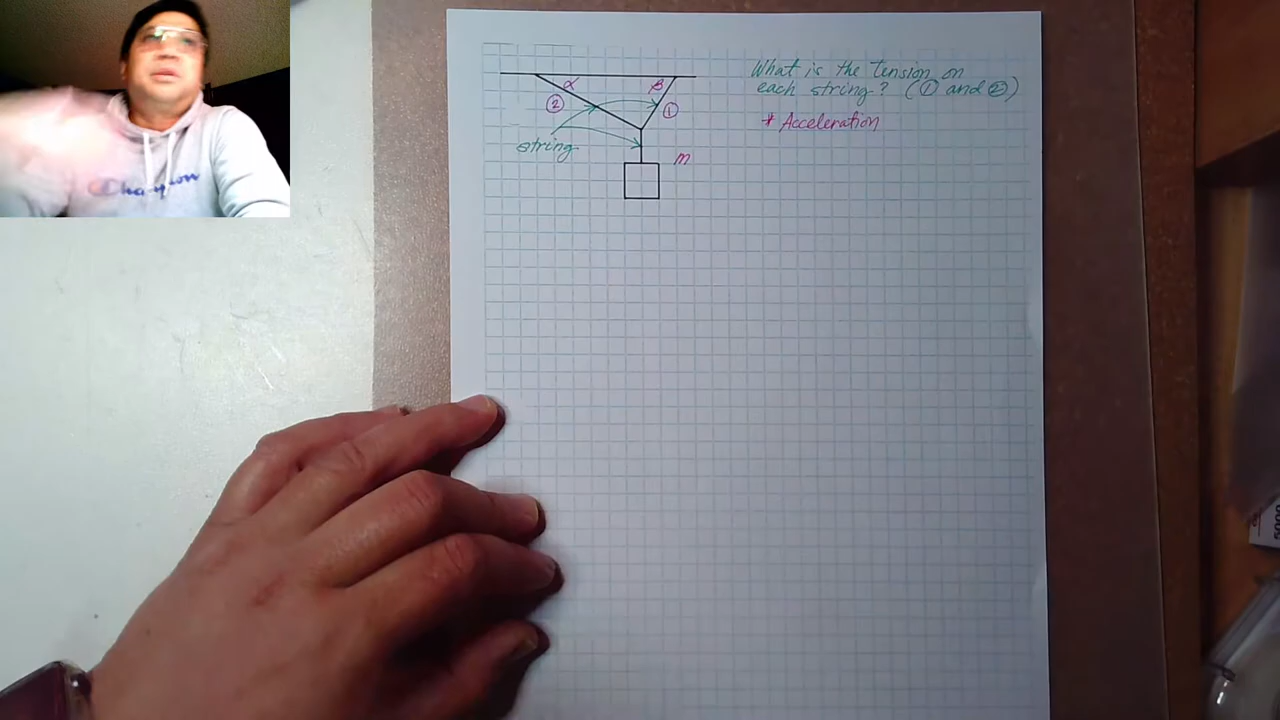 What is the tension on
each string? (① and ②)
* Acceleration
α
β
②
①
string
m
Champion